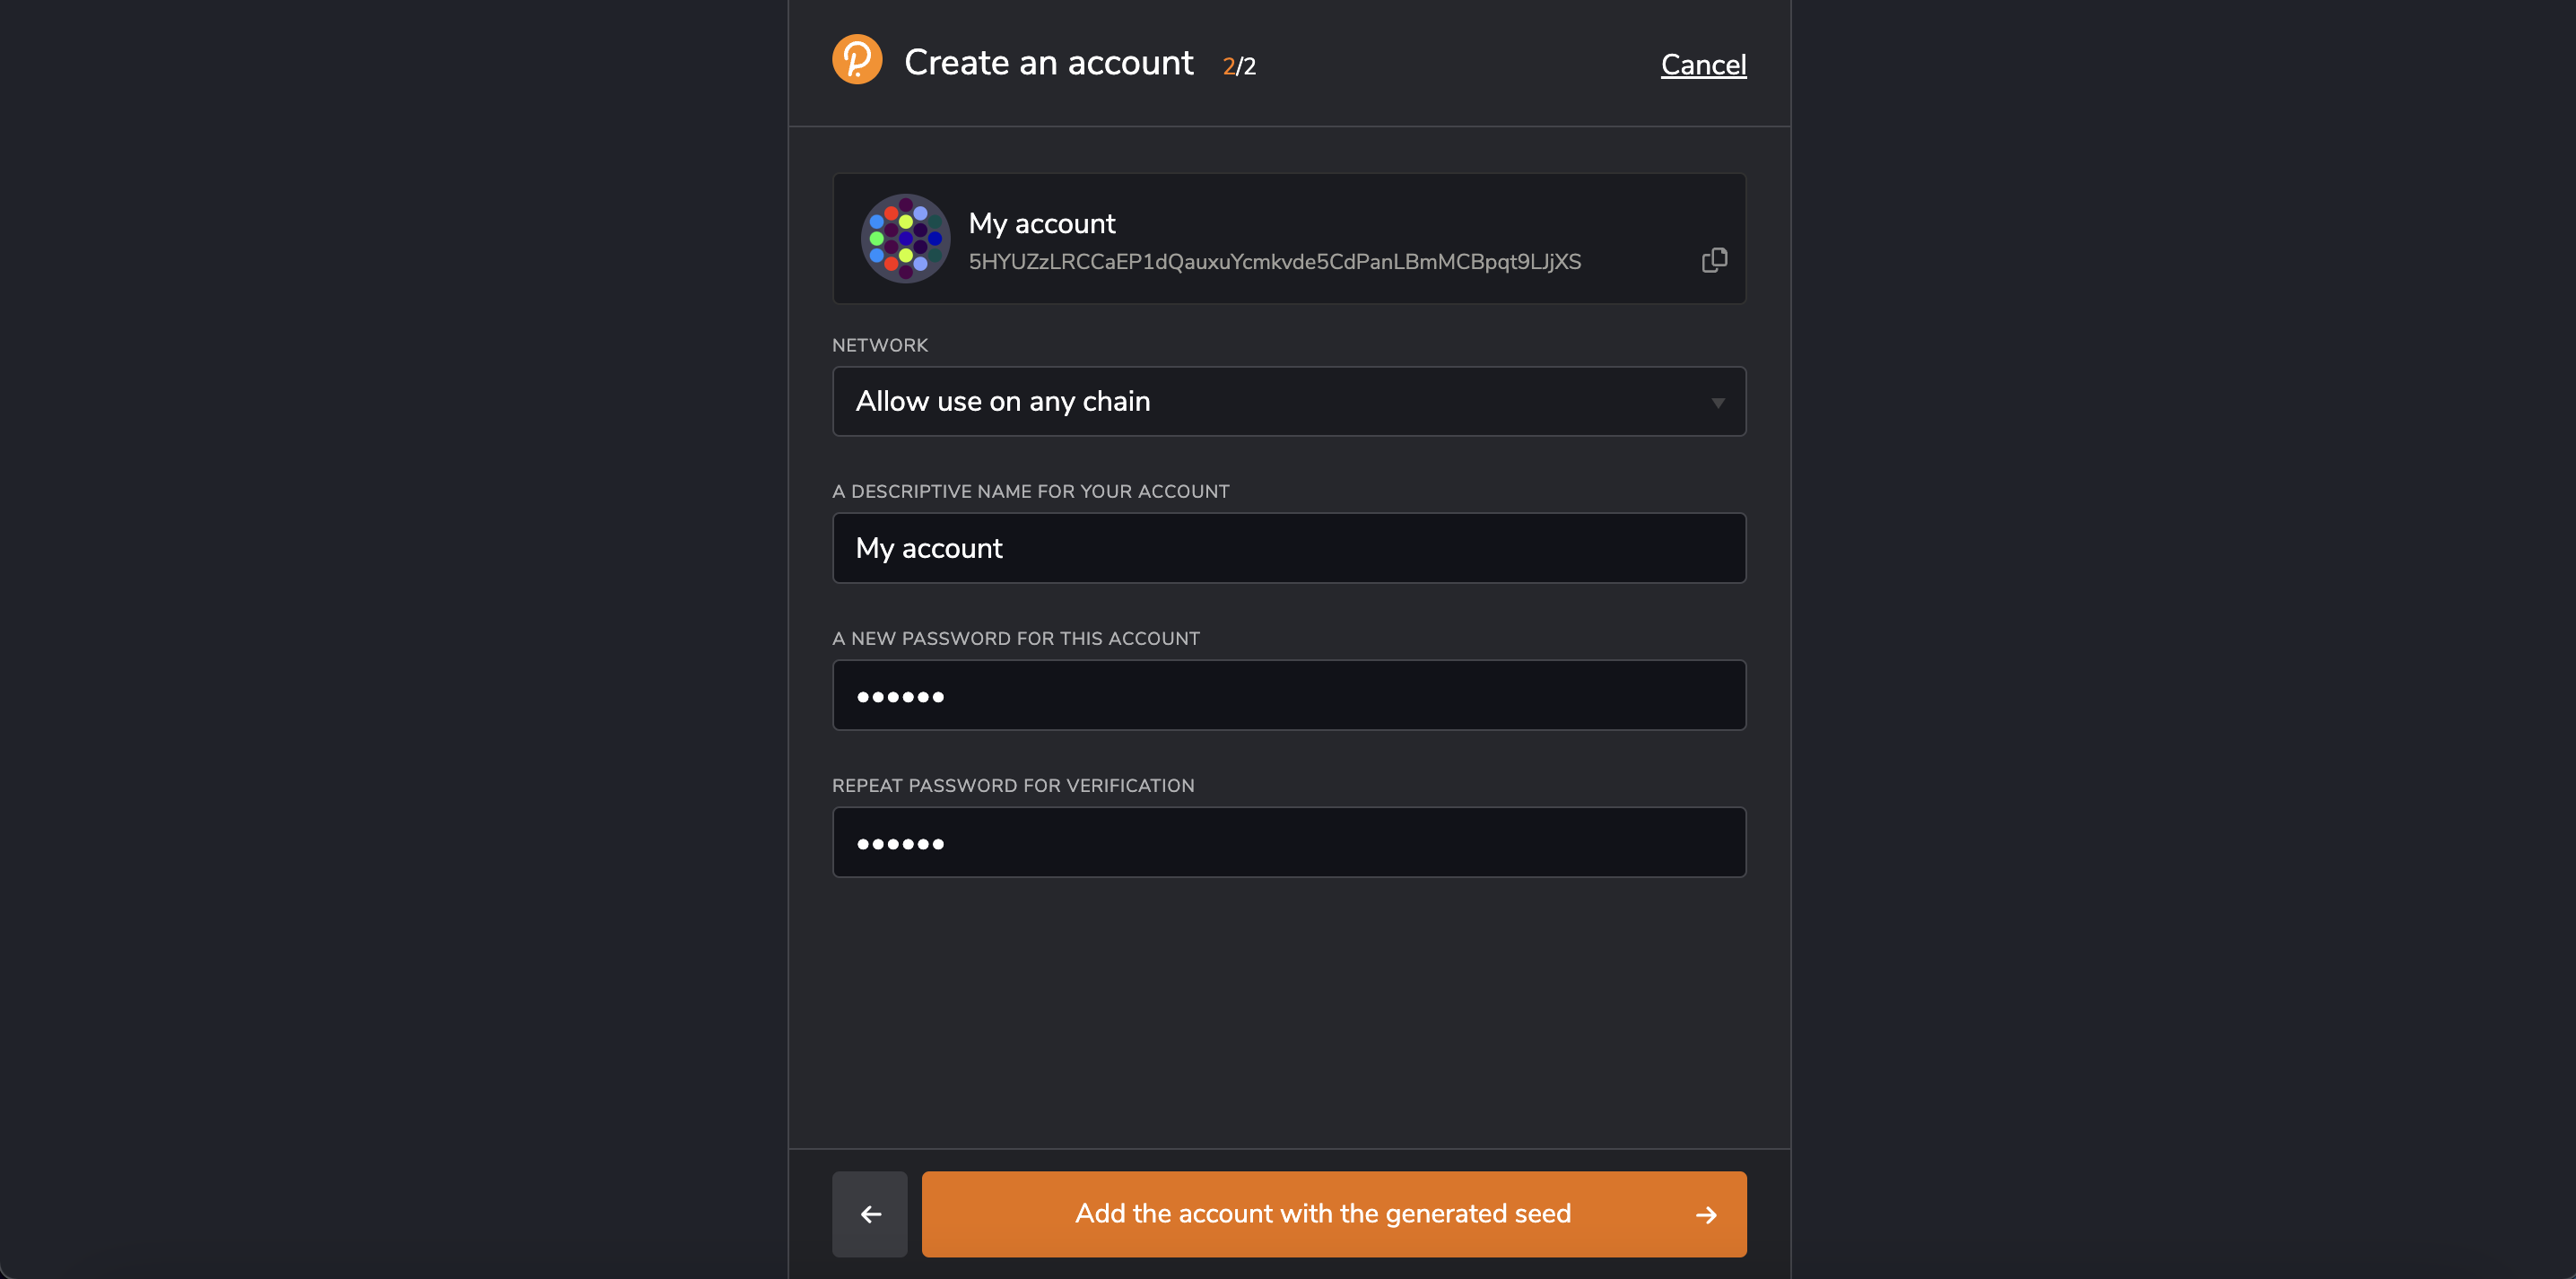 Create an account 2/2 Cancel
My account
5HYUZzLRCCaEP1dQauxuYcmkvde5CdPanLBmMCBpqt9LJjXS
NETWORK
Allow use on any chain
A DESCRIPTIVE NAME FOR YOUR ACCOUNT
My account
A NEW PASSWORD FOR THIS ACCOUNT
••••••
REPEAT PASSWORD FOR VERIFICATION
••••••
Add the account with the generated seed